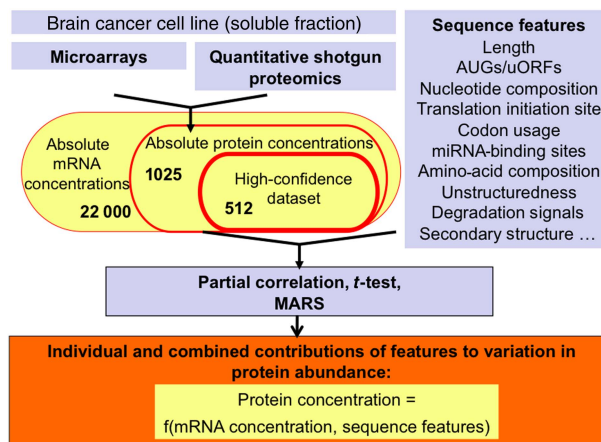 Brain cancer cell line (soluble fraction)
Microarrays
Quantitative shotgun
proteomics
Absolute
mRNA
concentrations
22 000
Absolute protein concentrations
1025
High-confidence
dataset
512
Sequence features
Length
AUGs/uORFs
Nucleotide composition
Translation initiation site
Codon usage
miRNA-binding sites
Amino-acid composition
Unstructuredness
Degradation signals
Secondary structure …
Partial correlation, t-test,
MARS
Individual and combined contributions of features to variation in
protein abundance:
Protein concentration =
f(mRNA concentration, sequence features)